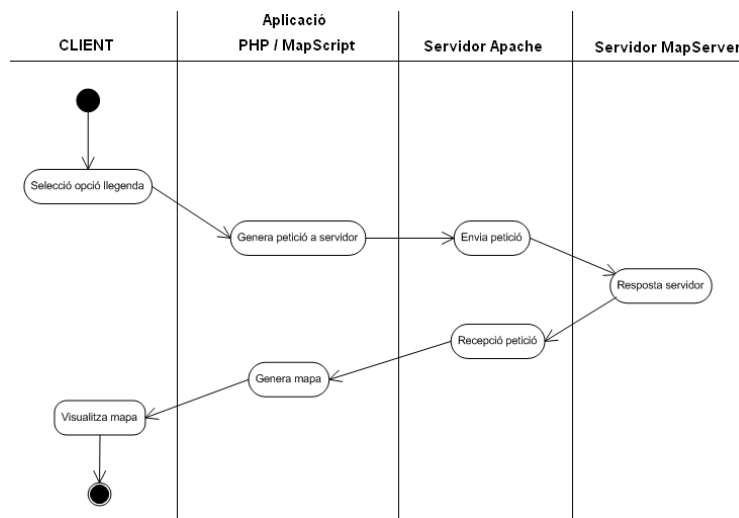 CLIENT
Aplicació
PHP / MapScript
Servidor Apache
Servidor MapServer
Selecció opció llegenda
Genera petició a servidor
Envia petició
Resposta servidor
Recepció petició
Genera mapa
Visualitza mapa